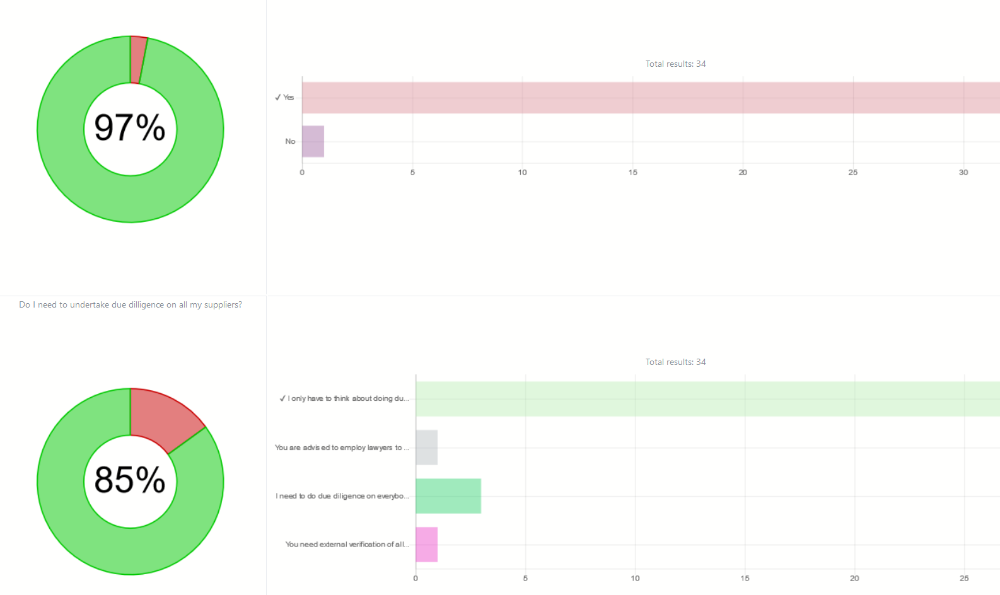 97%
Total results: 34
✓ Yes
No
0 5 10 15 20 25 30
Do I need to undertake due dilligence on all my suppliers?
85%
Total results: 34
✓ I only have to think about doing du...
You are advised to employ lawyers to ...
I need to do due diligence on everybo...
You need external verification of all...
0 5 10 15 20 25